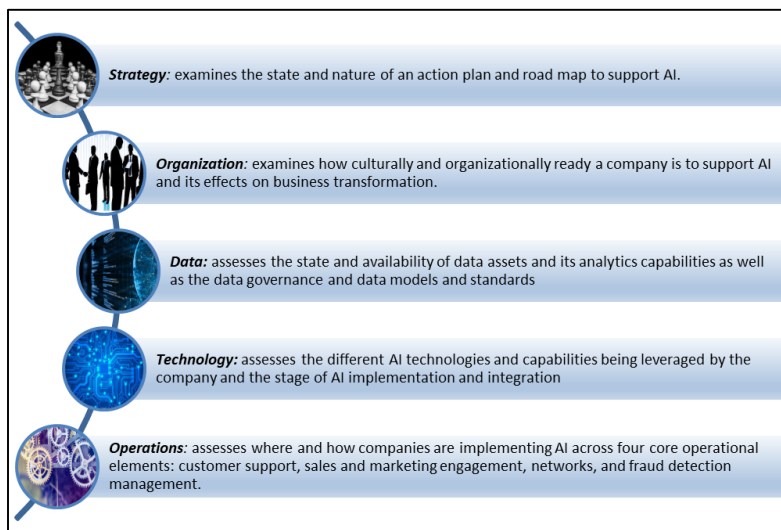 Strategy: examines the state and nature of an action plan and road map to support AI.
Organization: examines how culturally and organizationally ready a company is to support AI
and its effects on business transformation.
Data: assesses the state and availability of data assets and its analytics capabilities as well
as the data governance and data models and standards
Technology: assesses the different AI technologies and capabilities being leveraged by the
company and the stage of AI implementation and integration
Operations: assesses where and how companies are implementing AI across four core operational
elements: customer support, sales and marketing engagement, networks, and fraud detection
management.